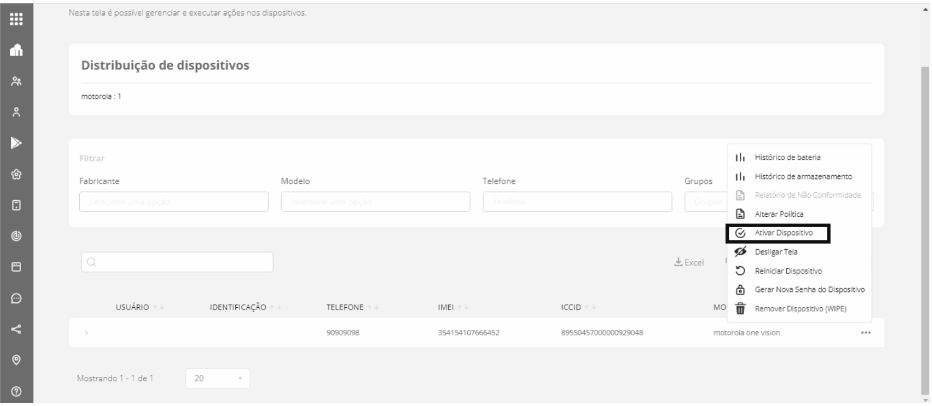 Nesta tela é possível gerenciar e executar ações nos dispositivos.
Distribuição de dispositivos
motorola : 1
Filtrar
Fabricante Modelo Telefone Grupos
Selecione uma opção Selecione uma opção Telefone Grupos
Histórico de bateria
Histórico de armazenamento
Relatório de Não Conformidade
Alterar Política
Ativar Dispositivo
Desligar Tela
Reiniciar Dispositivo
Gerar Nova Senha do Dispositivo
Remover Dispositivo (WIPE)
Excel
USUÁRIO IDENTIFICAÇÃO TELEFONE IMEI ICCID MO
90909098 354154107666452 89550457000000929048 motorola one vision
Mostrando 1 - 1 de 1 20